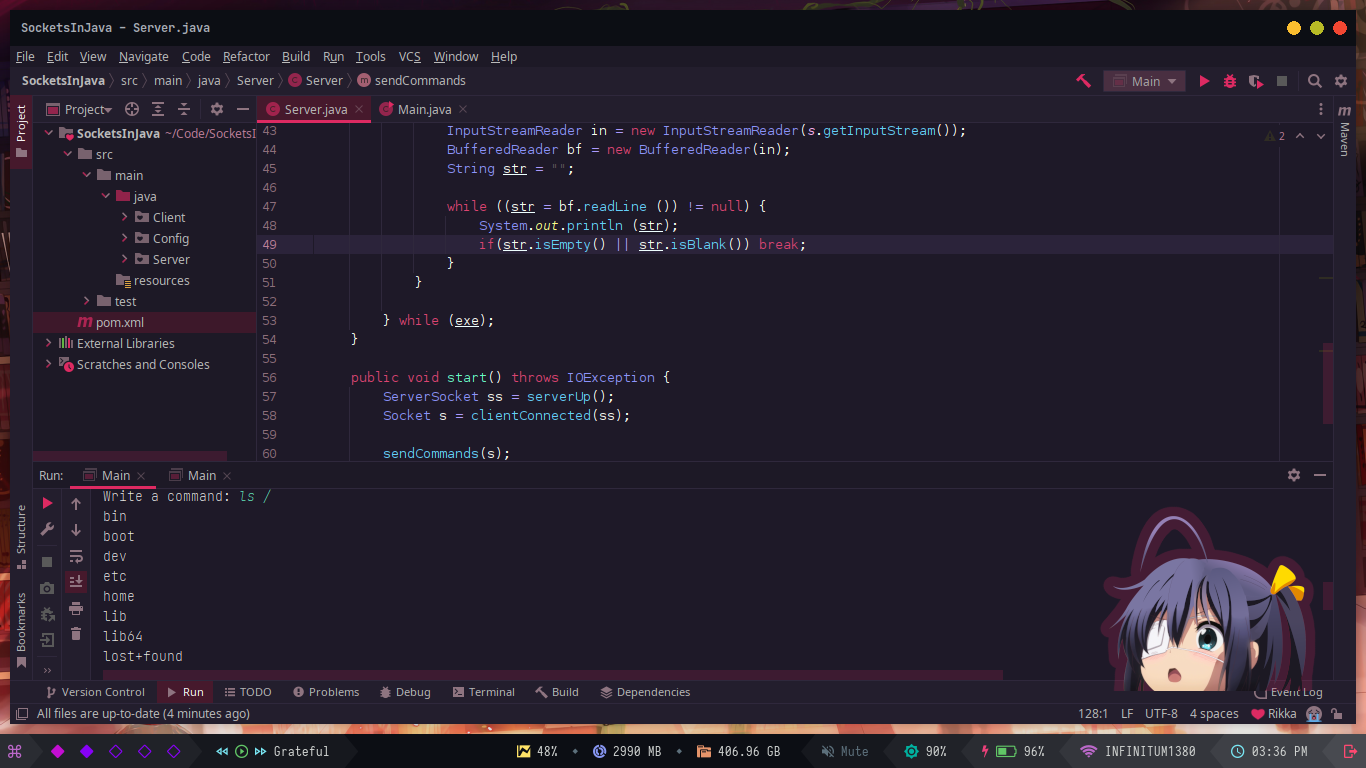 SocketsInJava – Server.java
File Edit View Navigate Code Refactor Build Run Tools VCS Window Help
SocketsInJava src main java Server Server sendCommands Main
Project Server.java Main.java
Project
Maven
SocketsInJava ~/Code/SocketsI
src
main
java
Client
Config
Server
resources
test
pom.xml
External Libraries
Scratches and Consoles
2
43 InputStreamReader in = new InputStreamReader(s.getInputStream());
44 BufferedReader bf = new BufferedReader(in);
45 String str = "";
46
47 while ((str = bf.readLine ()) != null) {
48 System.out.println (str);
49 if(str.isEmpty() || str.isBlank()) break;
50 }
51 }
52
53 } while (exe);
54 }
55
56 public void start() throws IOException {
57 ServerSocket ss = serverUp();
58 Socket s = clientConnected(ss);
59
60 sendCommands(s);
Run: Main Main
Structure
Bookmarks
Write a command: ls /
bin
boot
dev
etc
home
lib
lib64
lost+found
Version Control Run TODO Problems Debug Terminal Build Dependencies Event Log
All files are up-to-date (4 minutes ago) 128:1 LF UTF-8 4 spaces Rikka
Grateful 48% 2990 MB 406.96 GB Mute 90% 96% INFINITUM1380 03:36 PM